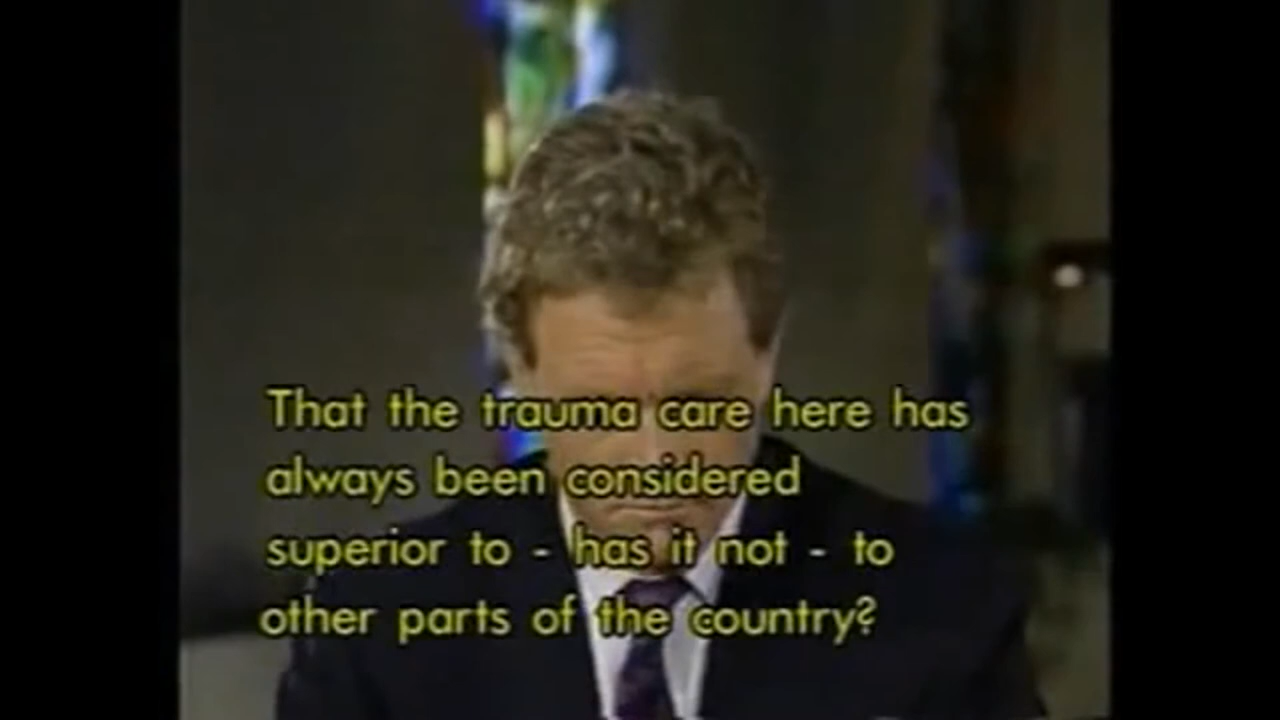 That the trauma care here has
always been considered
superior to - has it not - to
other parts of the country?